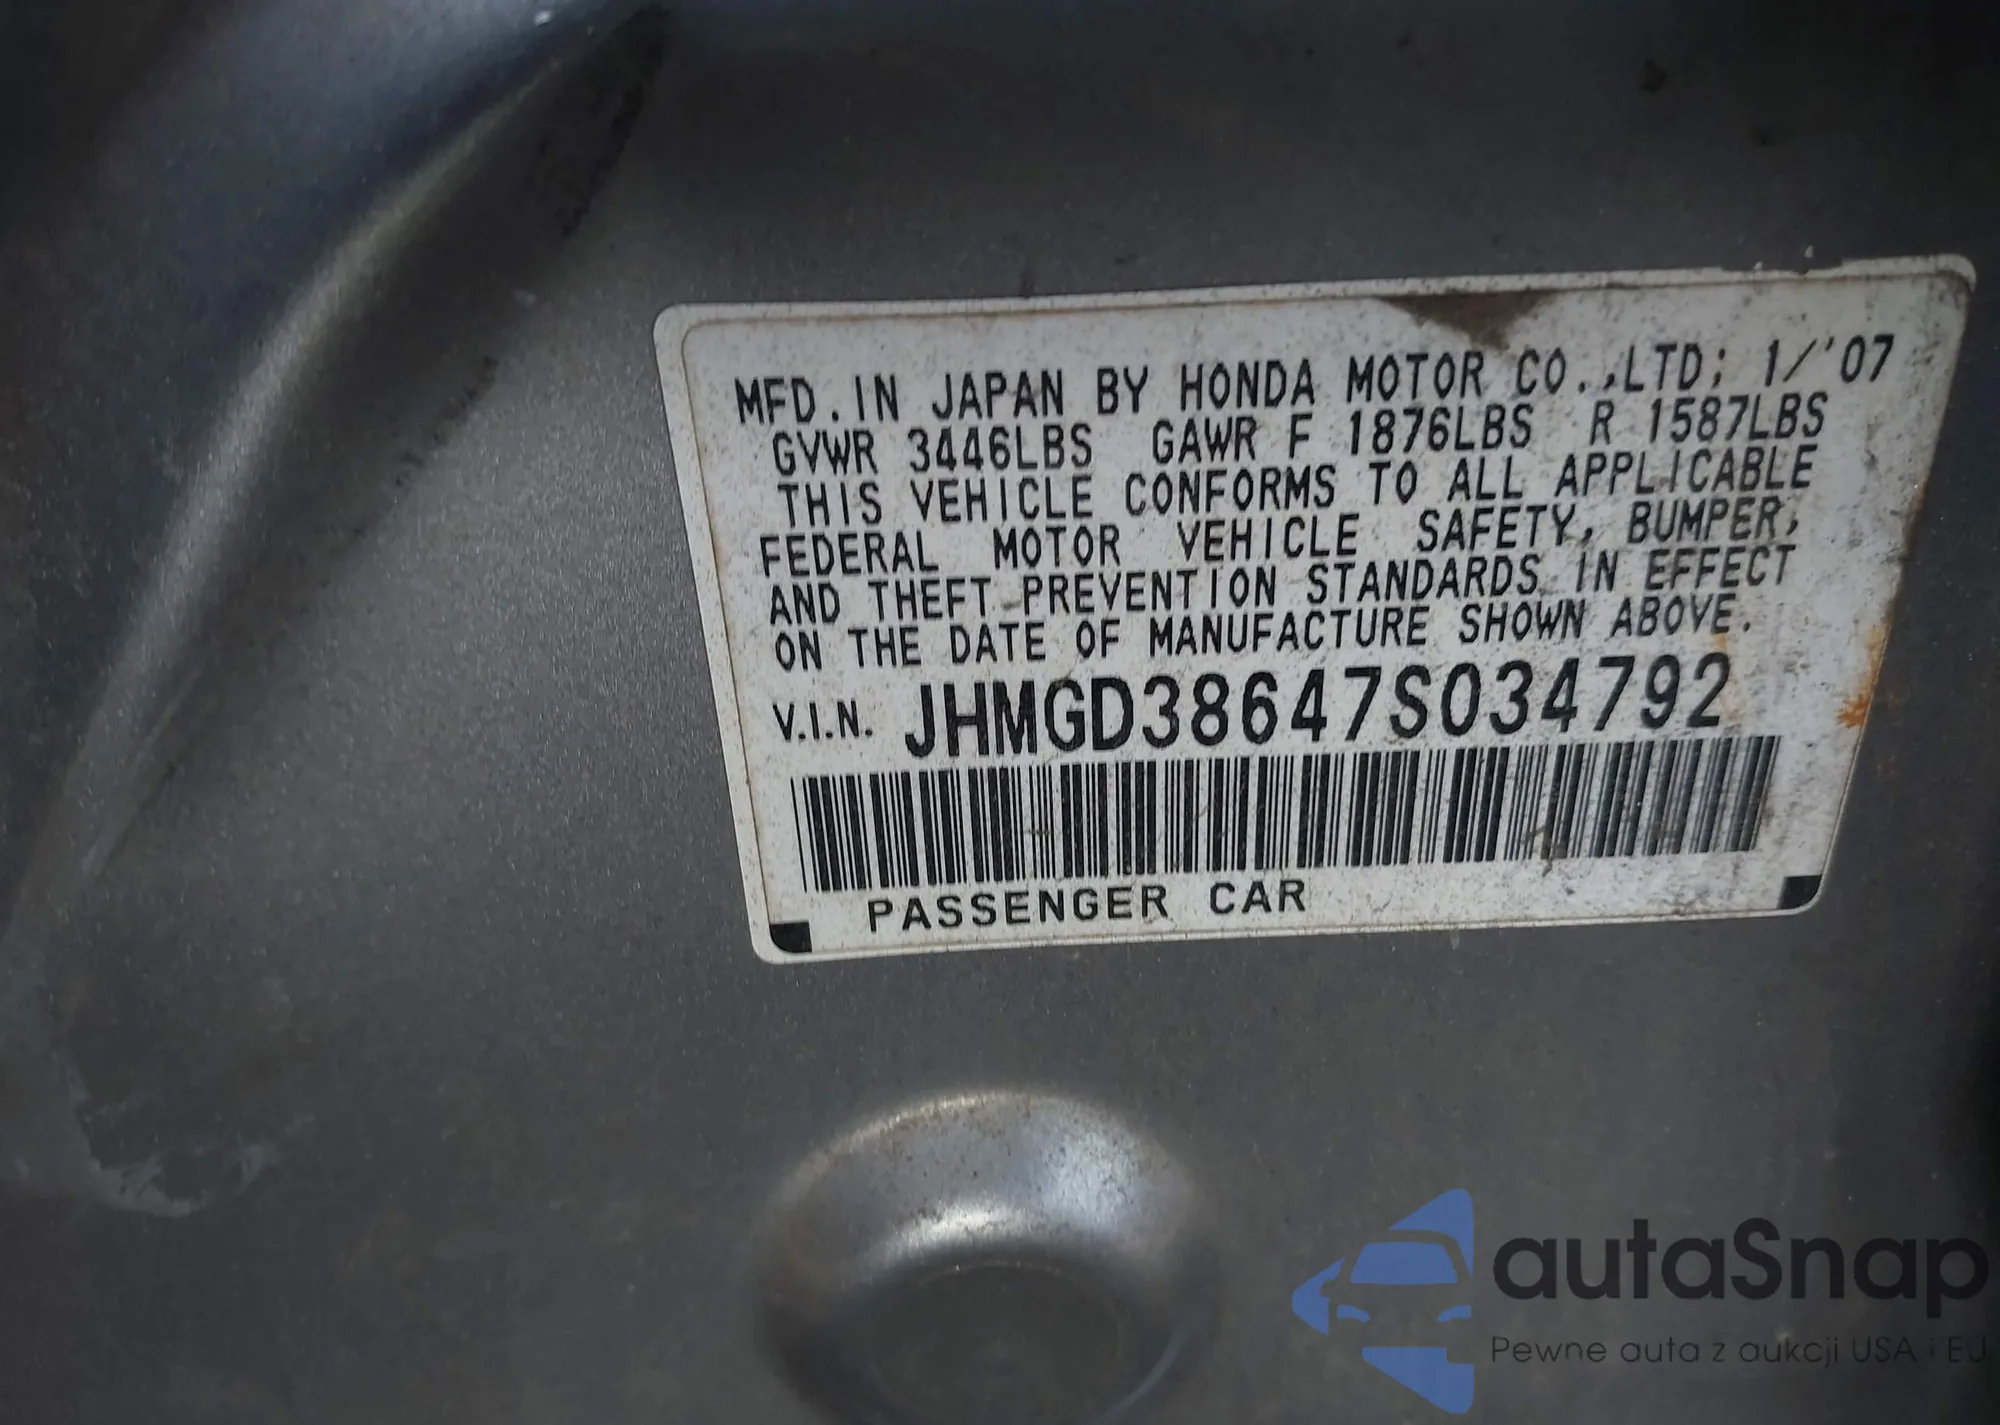 MFD. IN JAPAN BY HONDA MOTOR CO.,LTD; 1/'07
GVWR 3446LBS GAWR F 1876LBS R 1587LBS
THIS VEHICLE CONFORMS TO ALL APPLICABLE
FEDERAL MOTOR VEHICLE SAFETY, BUMPER,
AND THEFT PREVENTION STANDARDS IN EFFECT
ON THE DATE OF MANUFACTURE SHOWN ABOVE.
V.I.N. JHMGD38647S034792
PASSENGER CAR
autaSnap
Pewne auta z aukcji USA i EU